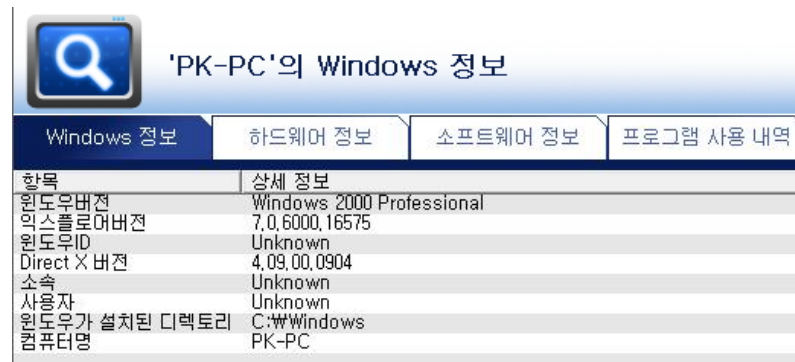 'PK-PC'의 Windows 정보
Windows 정보 하드웨어 정보 소프트웨어 정보 프로그램 사용 내역
항목 상세 정보
윈도우버전 Windows 2000 Professional
익스플로어버전 7,0,6000,16575
윈도우ID Unknown
Direct X 버전 4,09,00,0904
소속 Unknown
사용자 Unknown
윈도우가 설치된 디렉토리 C:₩Windows
컴퓨터명 PK-PC